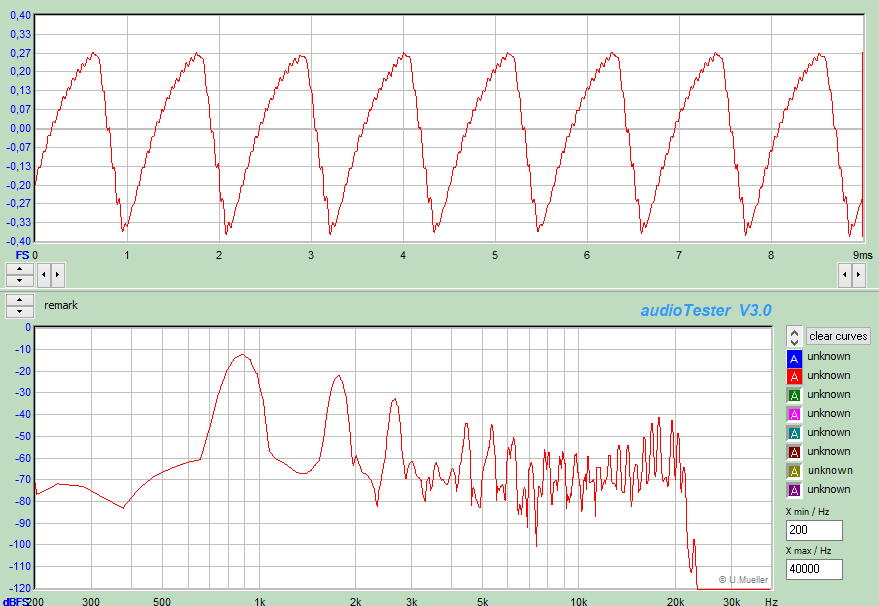 0,40
0,33
0,27
0,20
0,13
0,07
0,00
-0,07
-0,13
-0,20
-0,27
-0,33
-0,40
FS 0 1 2 3 4 5 6 7 8 9ms
remark
audioTester V3.0
0
-10
-20
-30
-40
-50
-60
-70
-80
-90
-100
-110
-120
clear curves
A unknown
A unknown
A unknown
A unknown
A unknown
A unknown
A unknown
A unknown
X min / Hz
200
X max / Hz
40000
© U.Mueller
dBFS 200 300 500 1k 2k 3k 5k 10k 20k 30k Hz